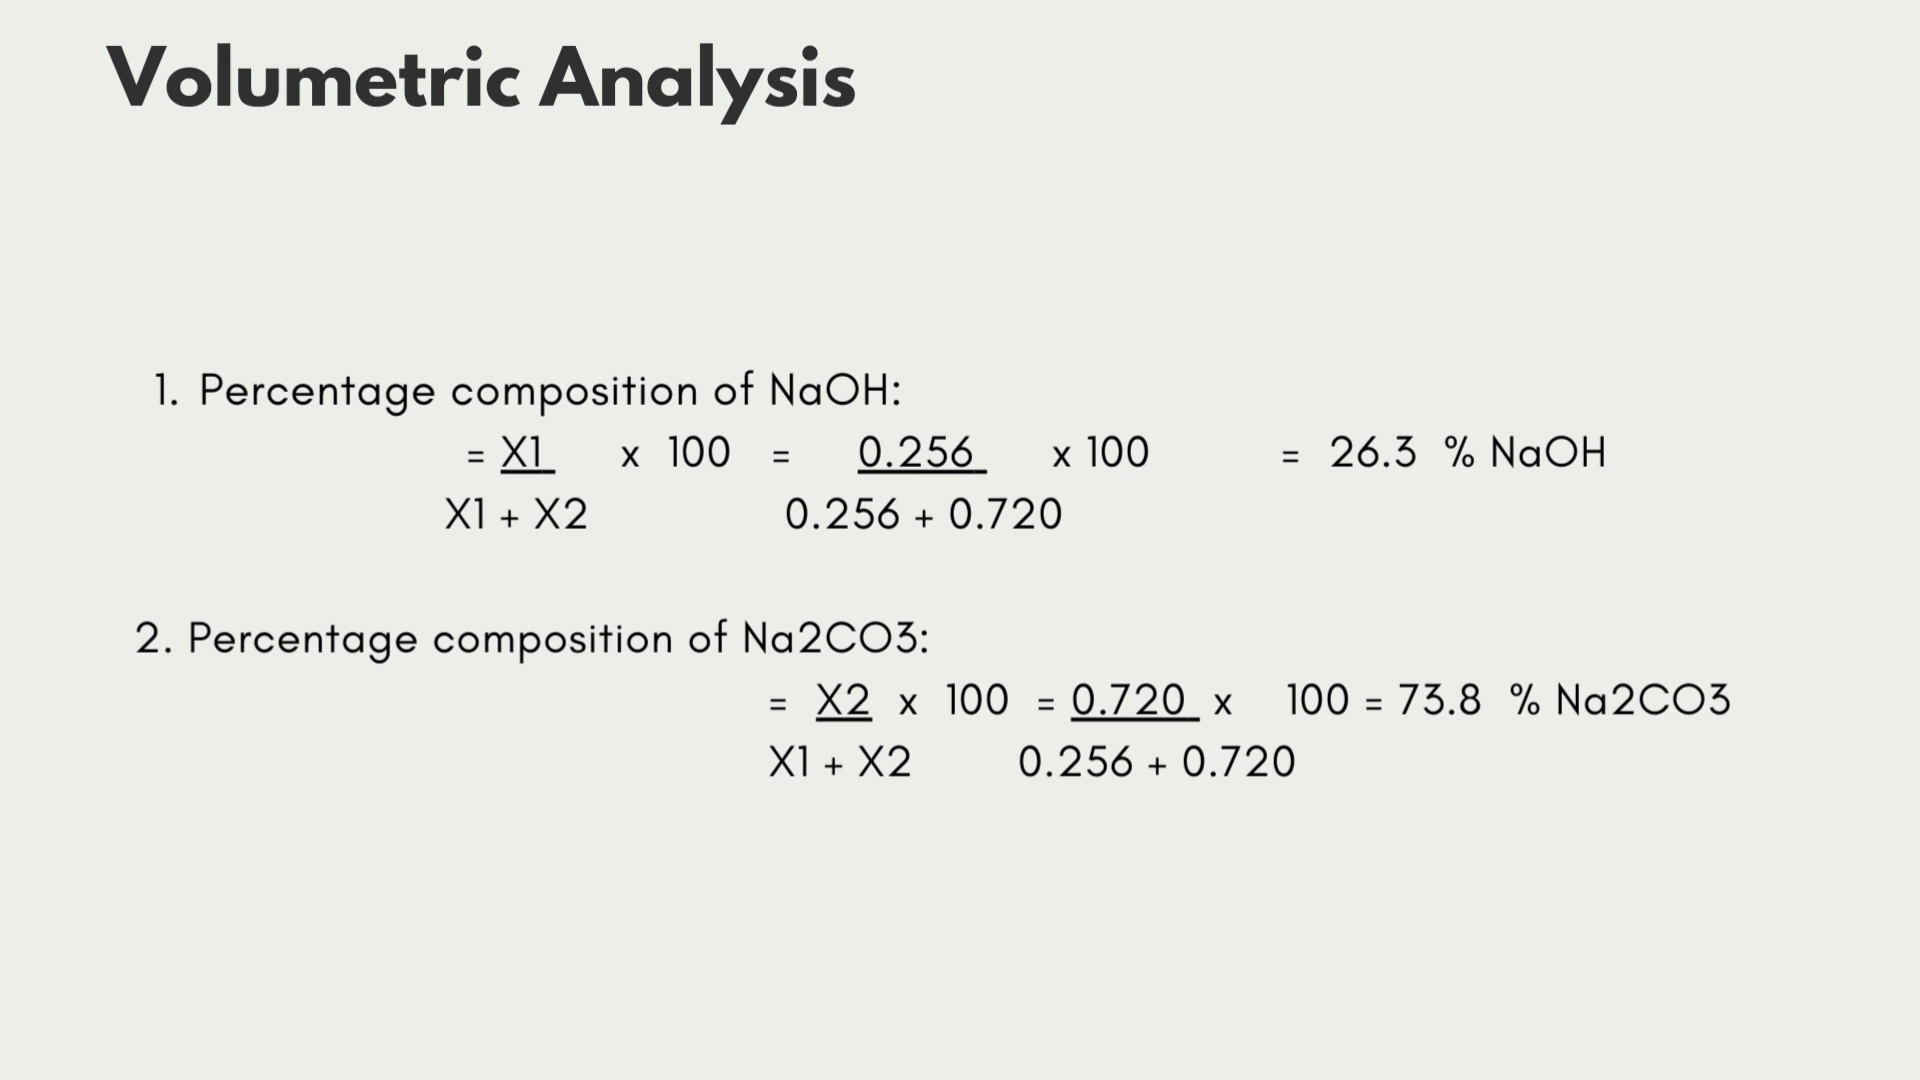 Volumetric Analysis
1. Percentage composition of NaOH:
= X1 x 100 = 0.256 x 100 = 26.3 % NaOH
X1 + X2 0.256 + 0.720
2. Percentage composition of Na2CO3:
= X2 x 100 = 0.720 x 100 = 73.8 % Na2CO3
X1 + X2 0.256 + 0.720